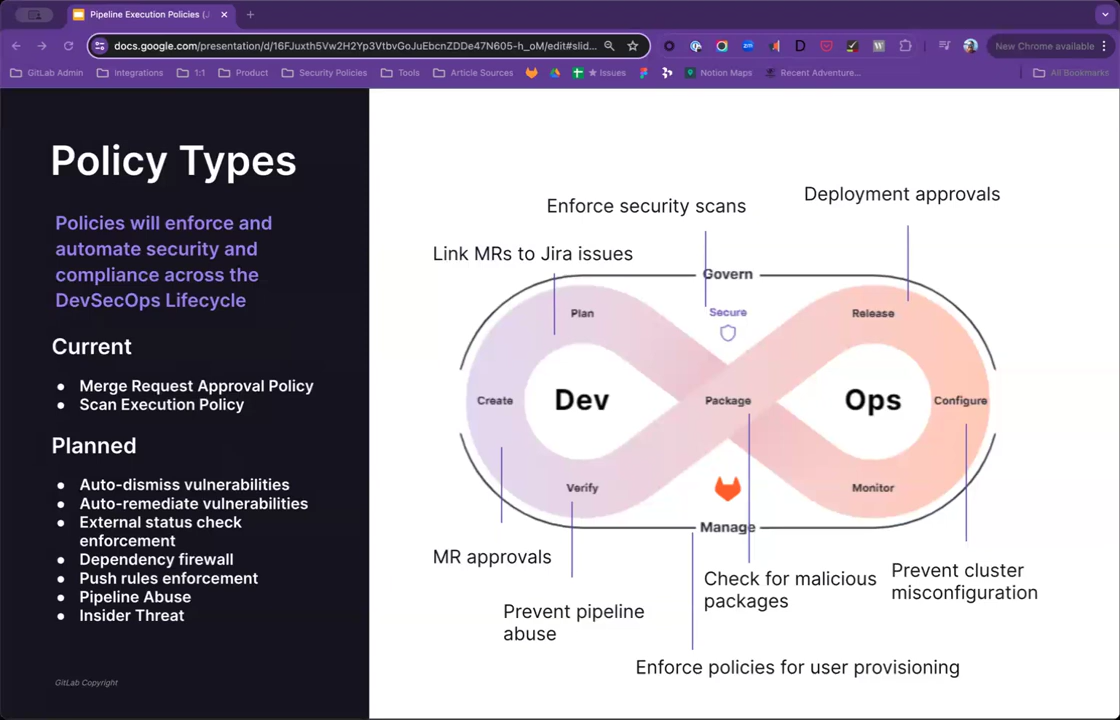 Pipeline Execution Policies (J
docs.google.com/presentation/d/16FJuxth5Vw2H2Yp3VtbvGoJuEbcnZDDe47N605-h_oM/edit#slid...
New Chrome available
GitLab Admin
Integrations
1:1
Product
Security Policies
Tools
Article Sources
★ Issues
Notion Maps
Recent Adventure...
All Bookmarks
Policy Types
Policies will enforce and
automate security and
compliance across the
DevSecOps Lifecycle
Current
● Merge Request Approval Policy
● Scan Execution Policy
Planned
● Auto-dismiss vulnerabilities
● Auto-remediate vulnerabilities
● External status check
enforcement
● Dependency firewall
● Push rules enforcement
● Pipeline Abuse
● Insider Threat
GitLab Copyright
Deployment approvals
Enforce security scans
Link MRs to Jira issues
Govern
Plan
Secure
Release
Create
Dev
Package
Ops
Configure
Verify
Monitor
Manage
MR approvals
Prevent pipeline
abuse
Check for malicious
packages
Prevent cluster
misconfiguration
Enforce policies for user provisioning